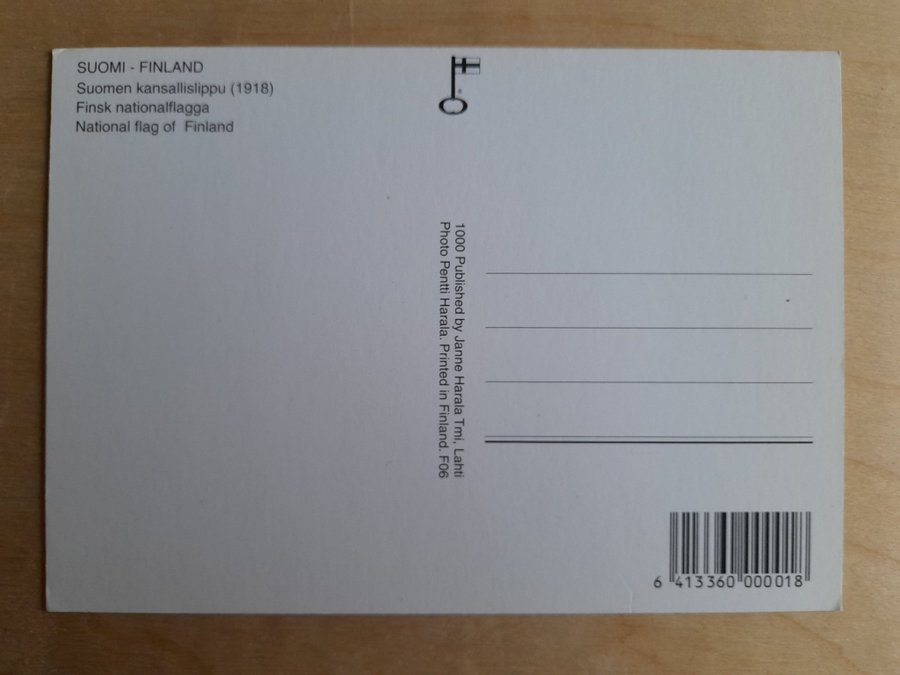 SUOMI - FINLAND
Suomen kansallislippu (1918)
Finsk nationalflagga
National flag of Finland
1000 Published by Janne Harala Tmi, Lahti
Photo Pentti Harala. Printed in Finland. F06
6 413360 000018